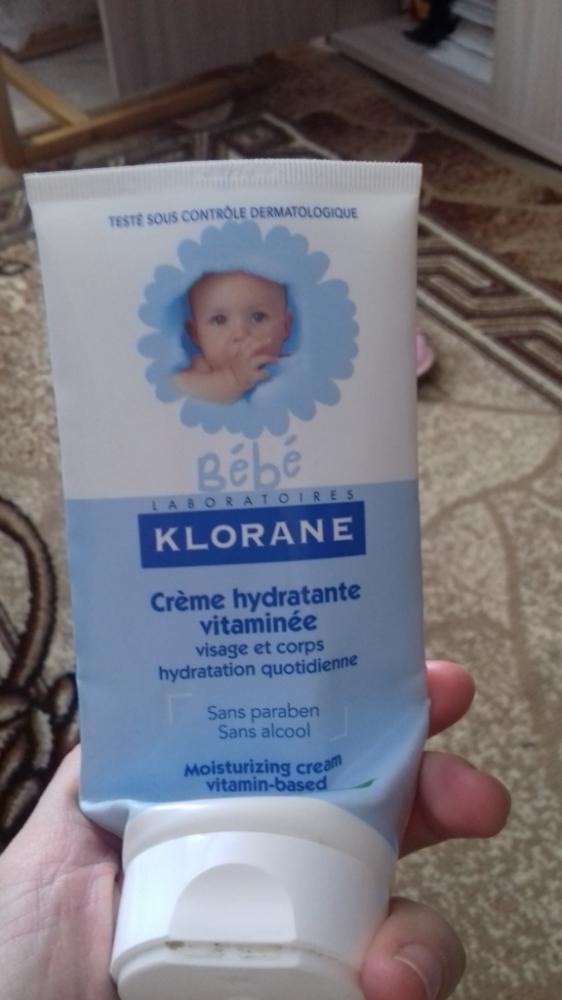 TESTÉ SOUS CONTRÔLE DERMATOLOGIQUE
Bébé
LABORATOIRES
KLORANE
Crème hydratante
vitaminée
visage et corps
hydratation quotidienne
Sans paraben
Sans alcool
Moisturizing cream
vitamin-based